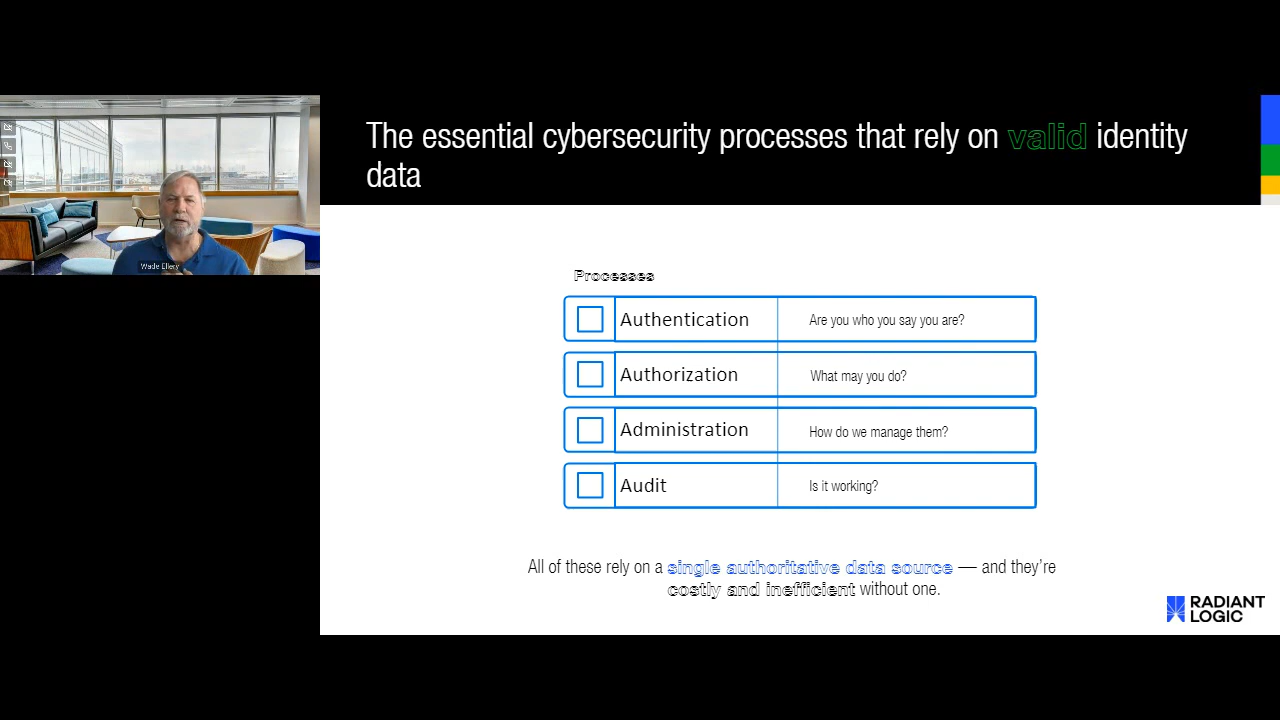 The essential cybersecurity processes that rely on valid identity
data
Wade Ellery
Processes
Authentication
Are you who you say you are?
Authorization
What may you do?
Administration
How do we manage them?
Audit
Is it working?
All of these rely on a single authoritative data source — and they're
costly and inefficient without one.
RADIANT
LOGIC